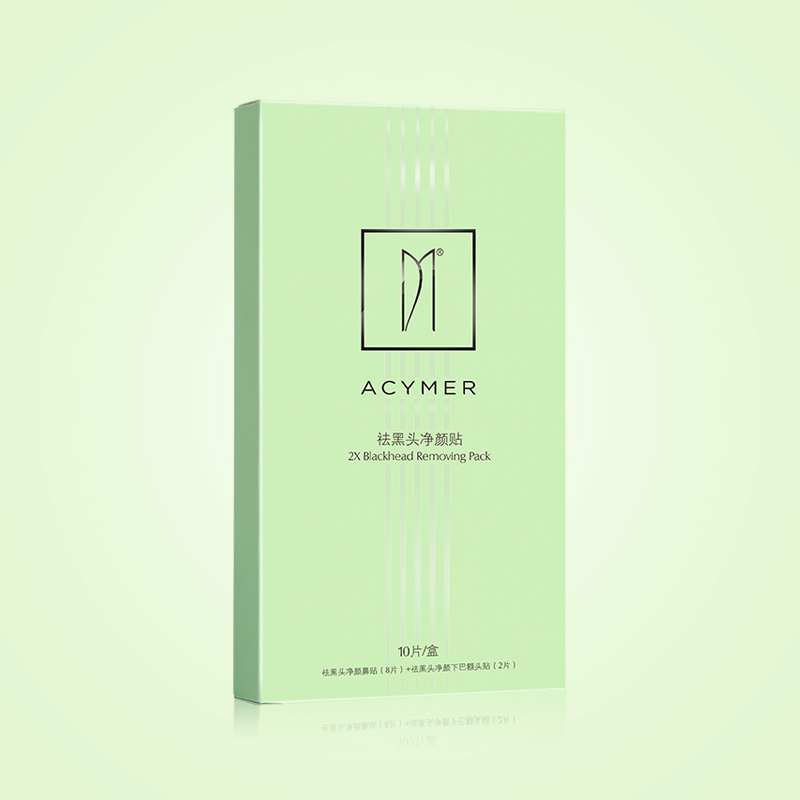 ®
ACYMER
祛黑头净颜贴
2X Blackhead Removing Pack
10片/盒
祛黑头净颜鼻贴（8片）+祛黑头净颜下巴额头贴（2片）